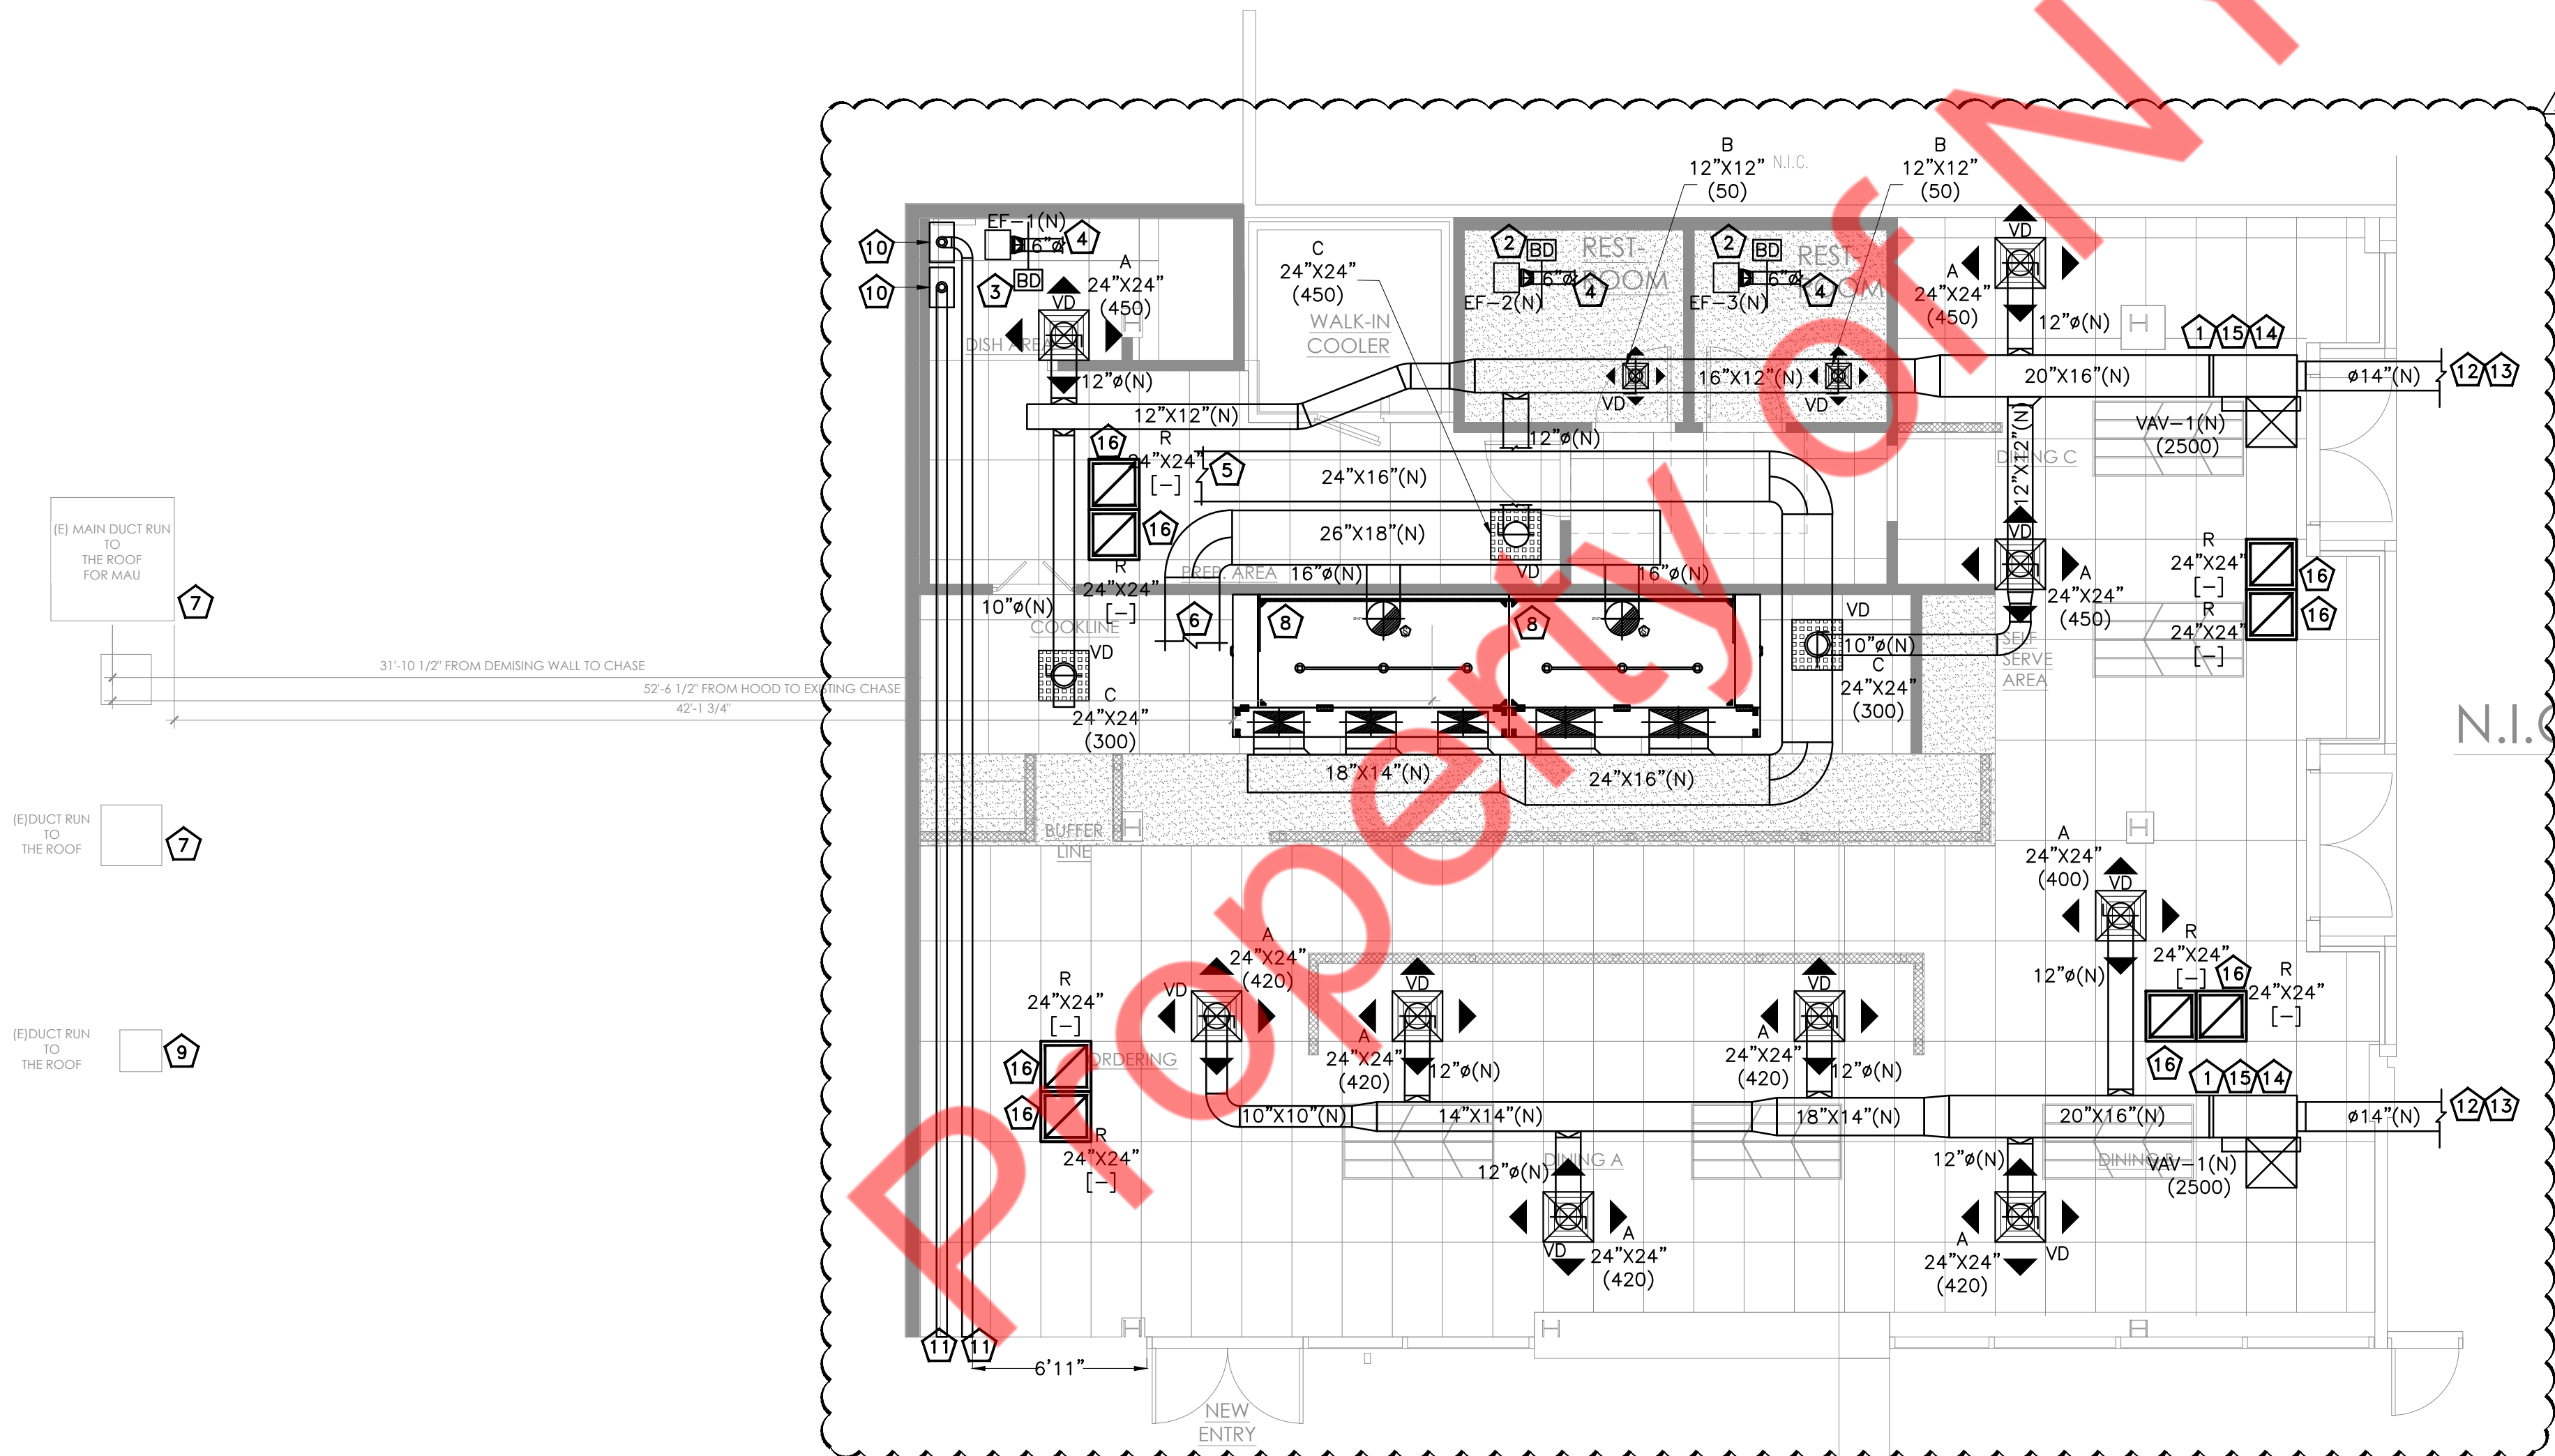 B
12”X12”
(50)
N.I.C.
B
12”X12”
(50)
10
10
EF-1(N)
6”ø
4
3
BD
A
24”X24”
(450)
VD
DISH AREA
12”ø(N)
12”X12”(N)
C
24”X24”
(450)
WALK-IN
COOLER
2
BD
REST-
ROOM
6”ø
EF-2(N)
4
2
BD
REST-
ROOM
6”ø
EF-3(N)
4
VD
16”X12”(N)
VD
12”ø(N)
VD
A
24”X24”
(450)
12”ø(N)
H
1
15
14
20”X16”(N)
ø14”(N)
12
13
VAV-1(N)
(2500)
DINING C
12”X12”(N)
VD
A
24”X24”
(450)
R
24”X24”
[-]
16
R
24”X24”
[-]
16
16
R
24”X24”
[-]
16
R
24”X24”
[-]
5
24”X16”(N)
26”X18”(N)
VD
PREP. AREA
16”ø(N)
16”ø(N)
6
8
8
10”ø(N)
COOKLINE
VD
C
24”X24”
(300)
VD
10”ø(N)
C
24”X24”
(300)
SELF
SERVE
AREA
18”X14”(N)
24”X16”(N)
BUFFER
LINE
H
H
(E) MAIN DUCT RUN
TO
THE ROOF
FOR MAU
7
31'-10 1/2" FROM DEMISING WALL TO CHASE
52'-6 1/2" FROM HOOD TO EXISTING CHASE
42'-1 3/4"
(E)DUCT RUN
TO
THE ROOF
7
(E)DUCT RUN
TO
THE ROOF
9
N.I.C
A
24”X24”
(400)
VD
12”ø(N)
R
24”X24”
[-]
16
R
24”X24”
[-]
16
1
15
14
A
24”X24”
(420)
VD
VD
A
24”X24”
(420)
12”ø(N)
VD
A
24”X24”
(420)
12”ø(N)
R
24”X24”
[-]
16
16
ORDERING
R
24”X24”
[-]
10”X10”(N)
14”X14”(N)
18”X14”(N)
20”X16”(N)
ø14”(N)
12
13
12”ø(N)
DINING A
12”ø(N)
DINING B
VAV-1(N)
(2500)
VD
A
24”X24”
(420)
A
24”X24”
(420)
VD
11
11
6’11”
H
H
H
NEW
ENTRY
Property of NY